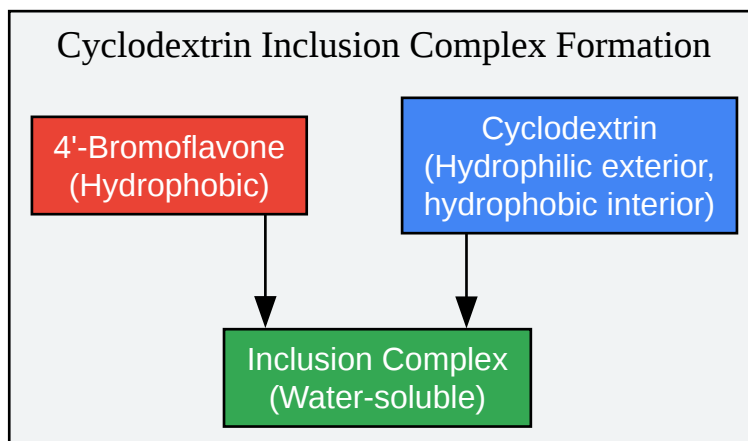 Cyclodextrin Inclusion Complex Formation
4'-Bromoflavone
(Hydrophobic)
Cyclodextrin
(Hydrophilic exterior,
hydrophobic interior)
Inclusion Complex
(Water-soluble)